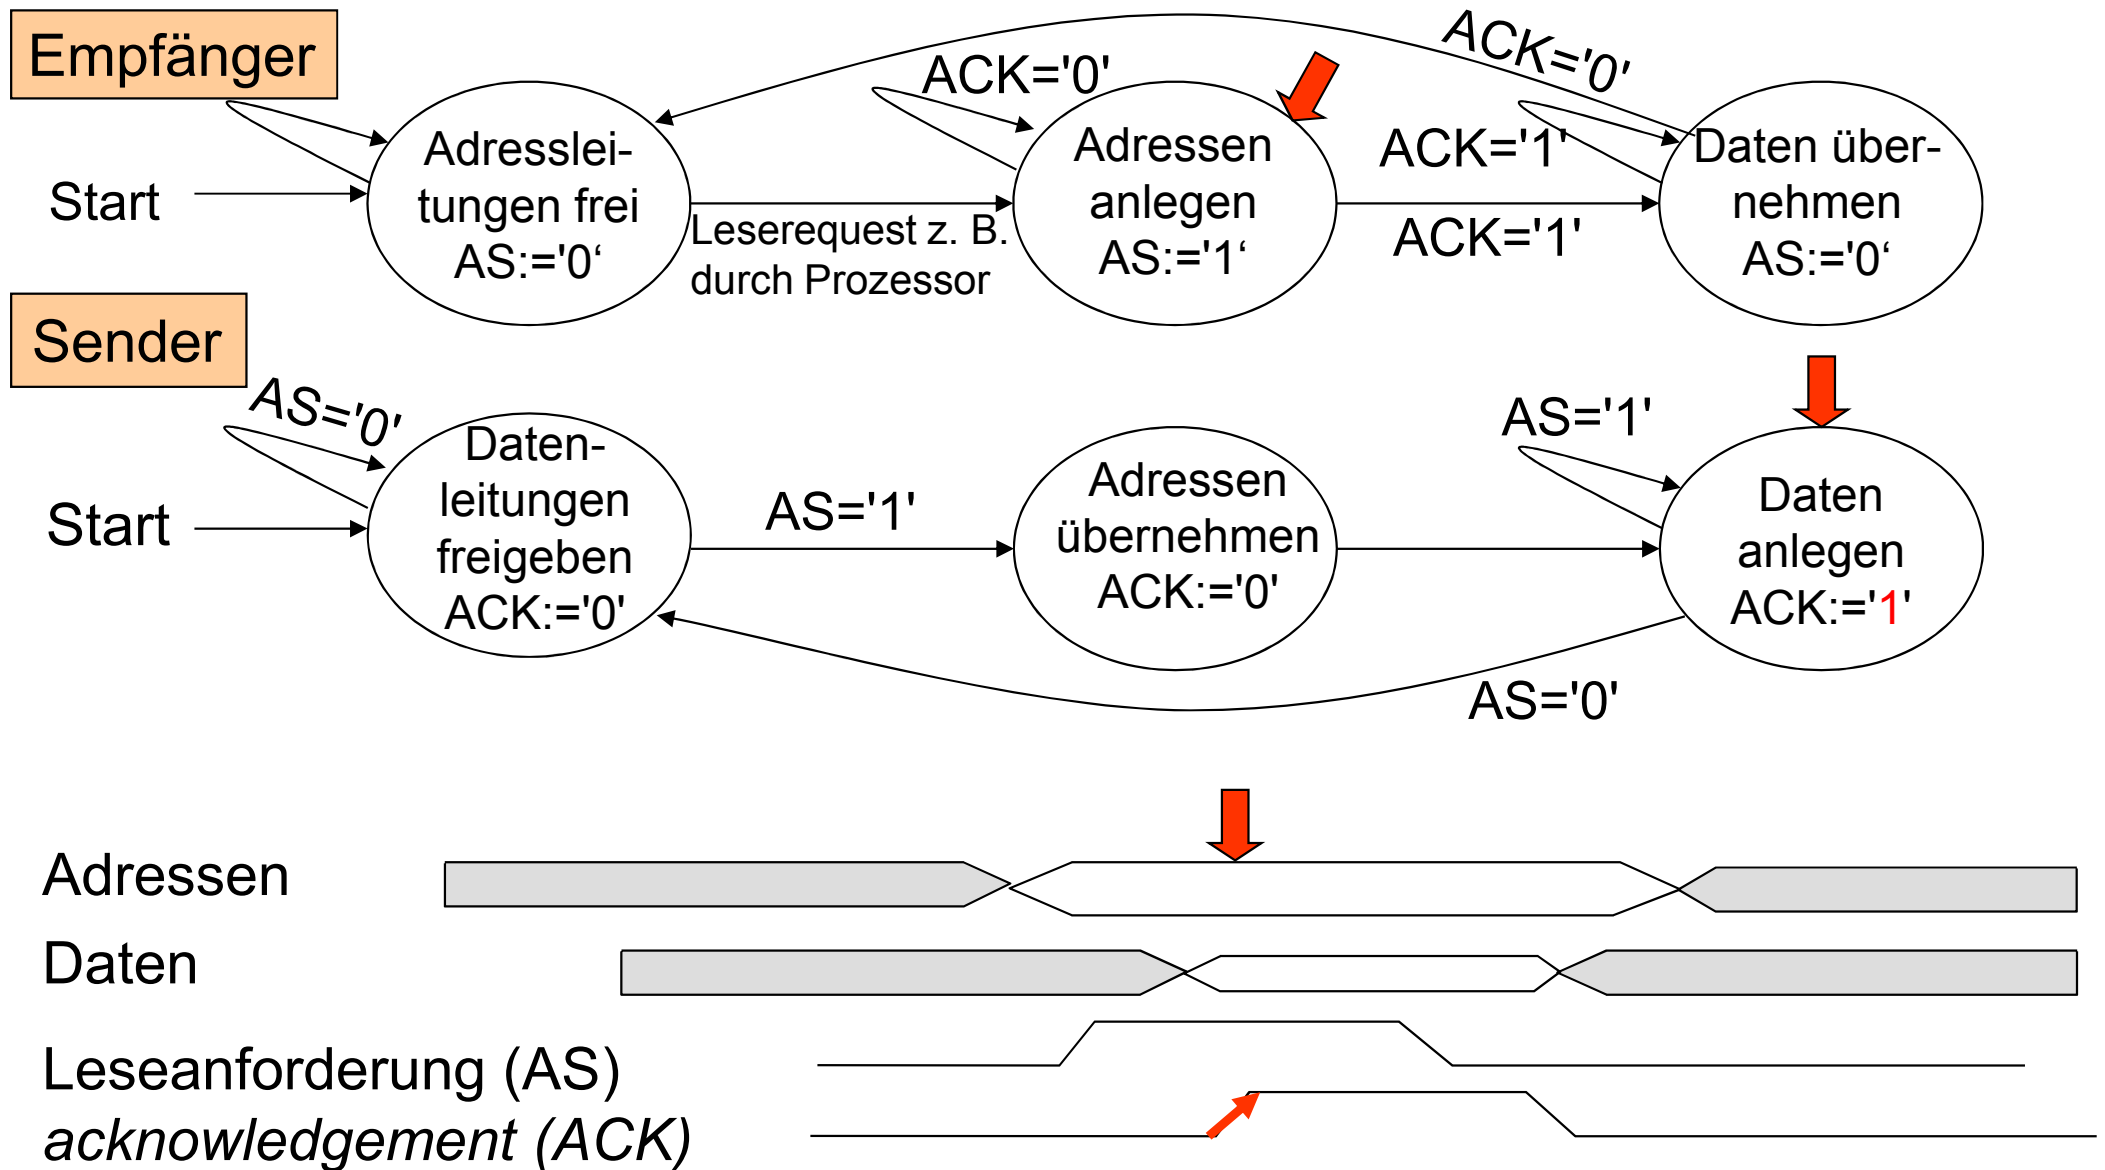 Empfänger
Start
Adresslei-
tungen frei
AS:='0‘
Leserequest z. B.
durch Prozessor
ACK='0'
Adressen
anlegen
AS:='1‘
ACK='1'
ACK='1'
ACK='0'
Daten über-
nehmen
AS:='0‘
Sender
AS='0'
Start
Daten-
leitungen
freigeben
ACK:='0'
AS='1'
Adressen
übernehmen
ACK:='0'
AS='1'
Daten
anlegen
ACK:='1'
AS='0'
Adressen
Daten
Leseanforderung (AS)
acknowledgement (ACK)